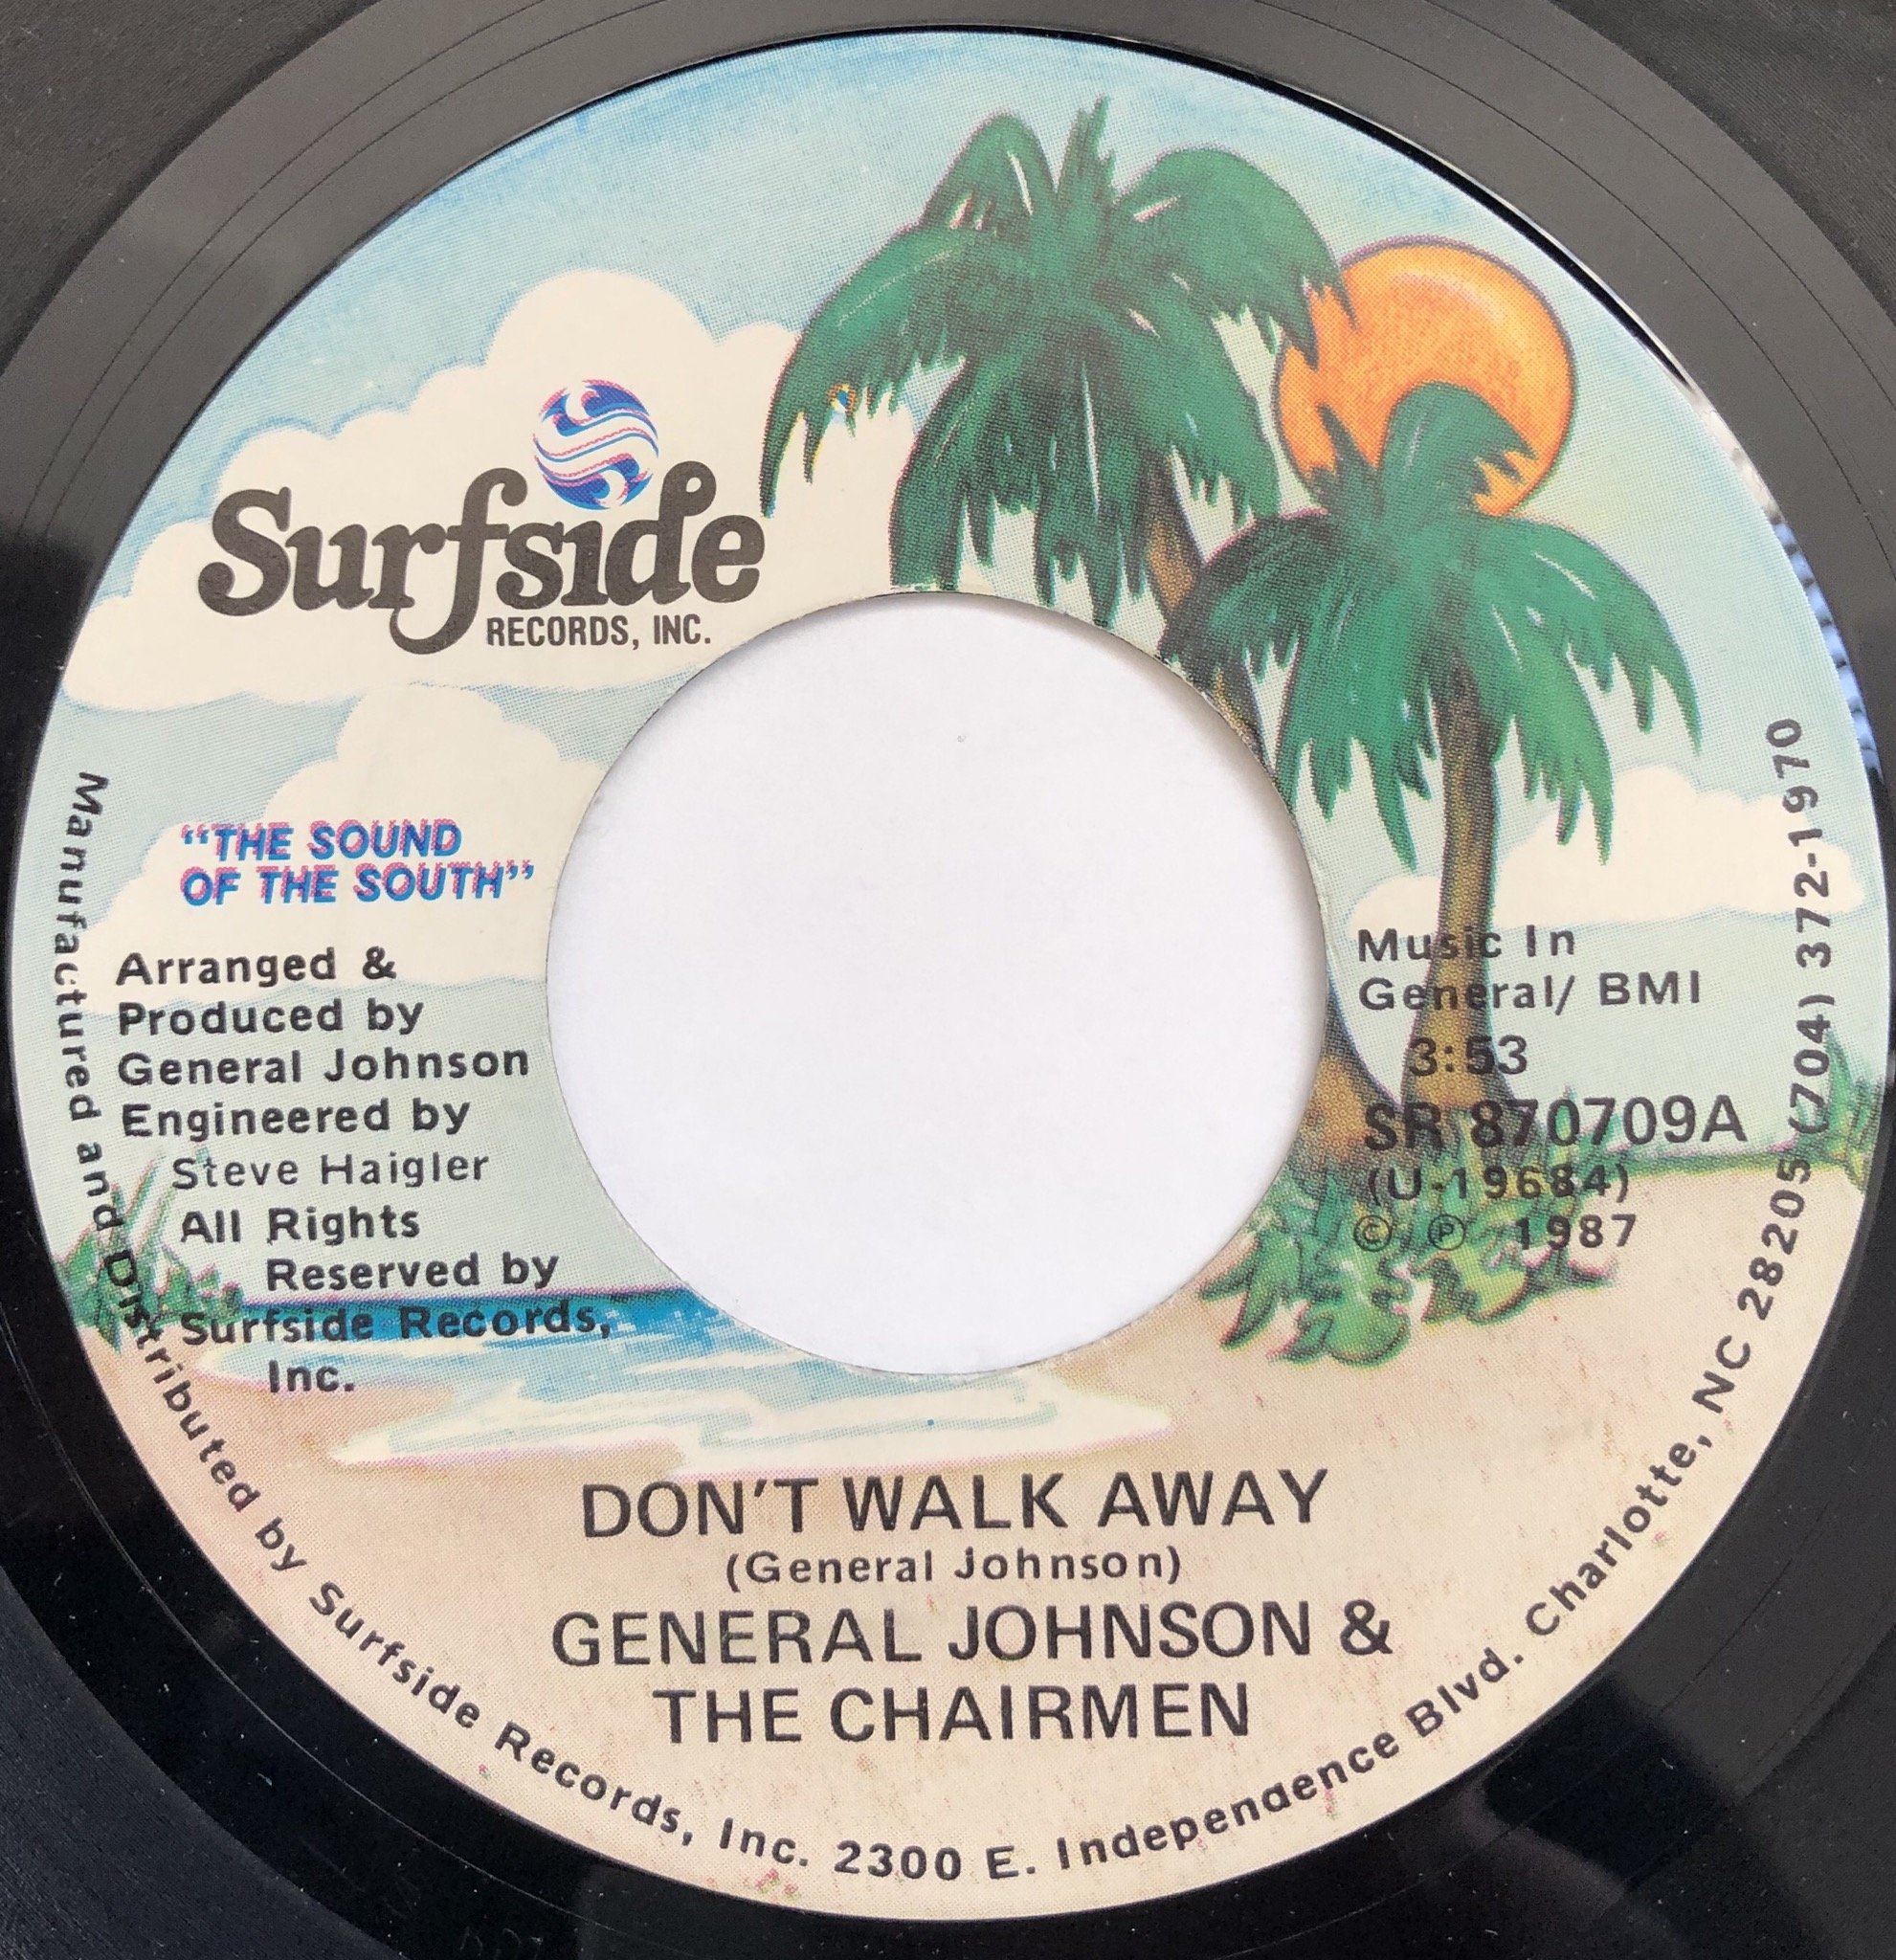 Surfside
RECORDS, INC.
“THE SOUND
OF THE SOUTH”
Arranged &
Produced by
General Johnson
Engineered by
Steve Haigler
All Rights
Reserved by
Surfside Records,
Inc.
Music In
General/ BMI
3:53
SR 870709A
(U-19684)
© ℗ 1987
DON'T WALK AWAY
(General Johnson)
GENERAL JOHNSON &
THE CHAIRMEN
Manufactured and Distributed by Surfside Records, Inc. 2300 E. Independence Blvd. Charlotte, NC 28205 (704) 372-1970